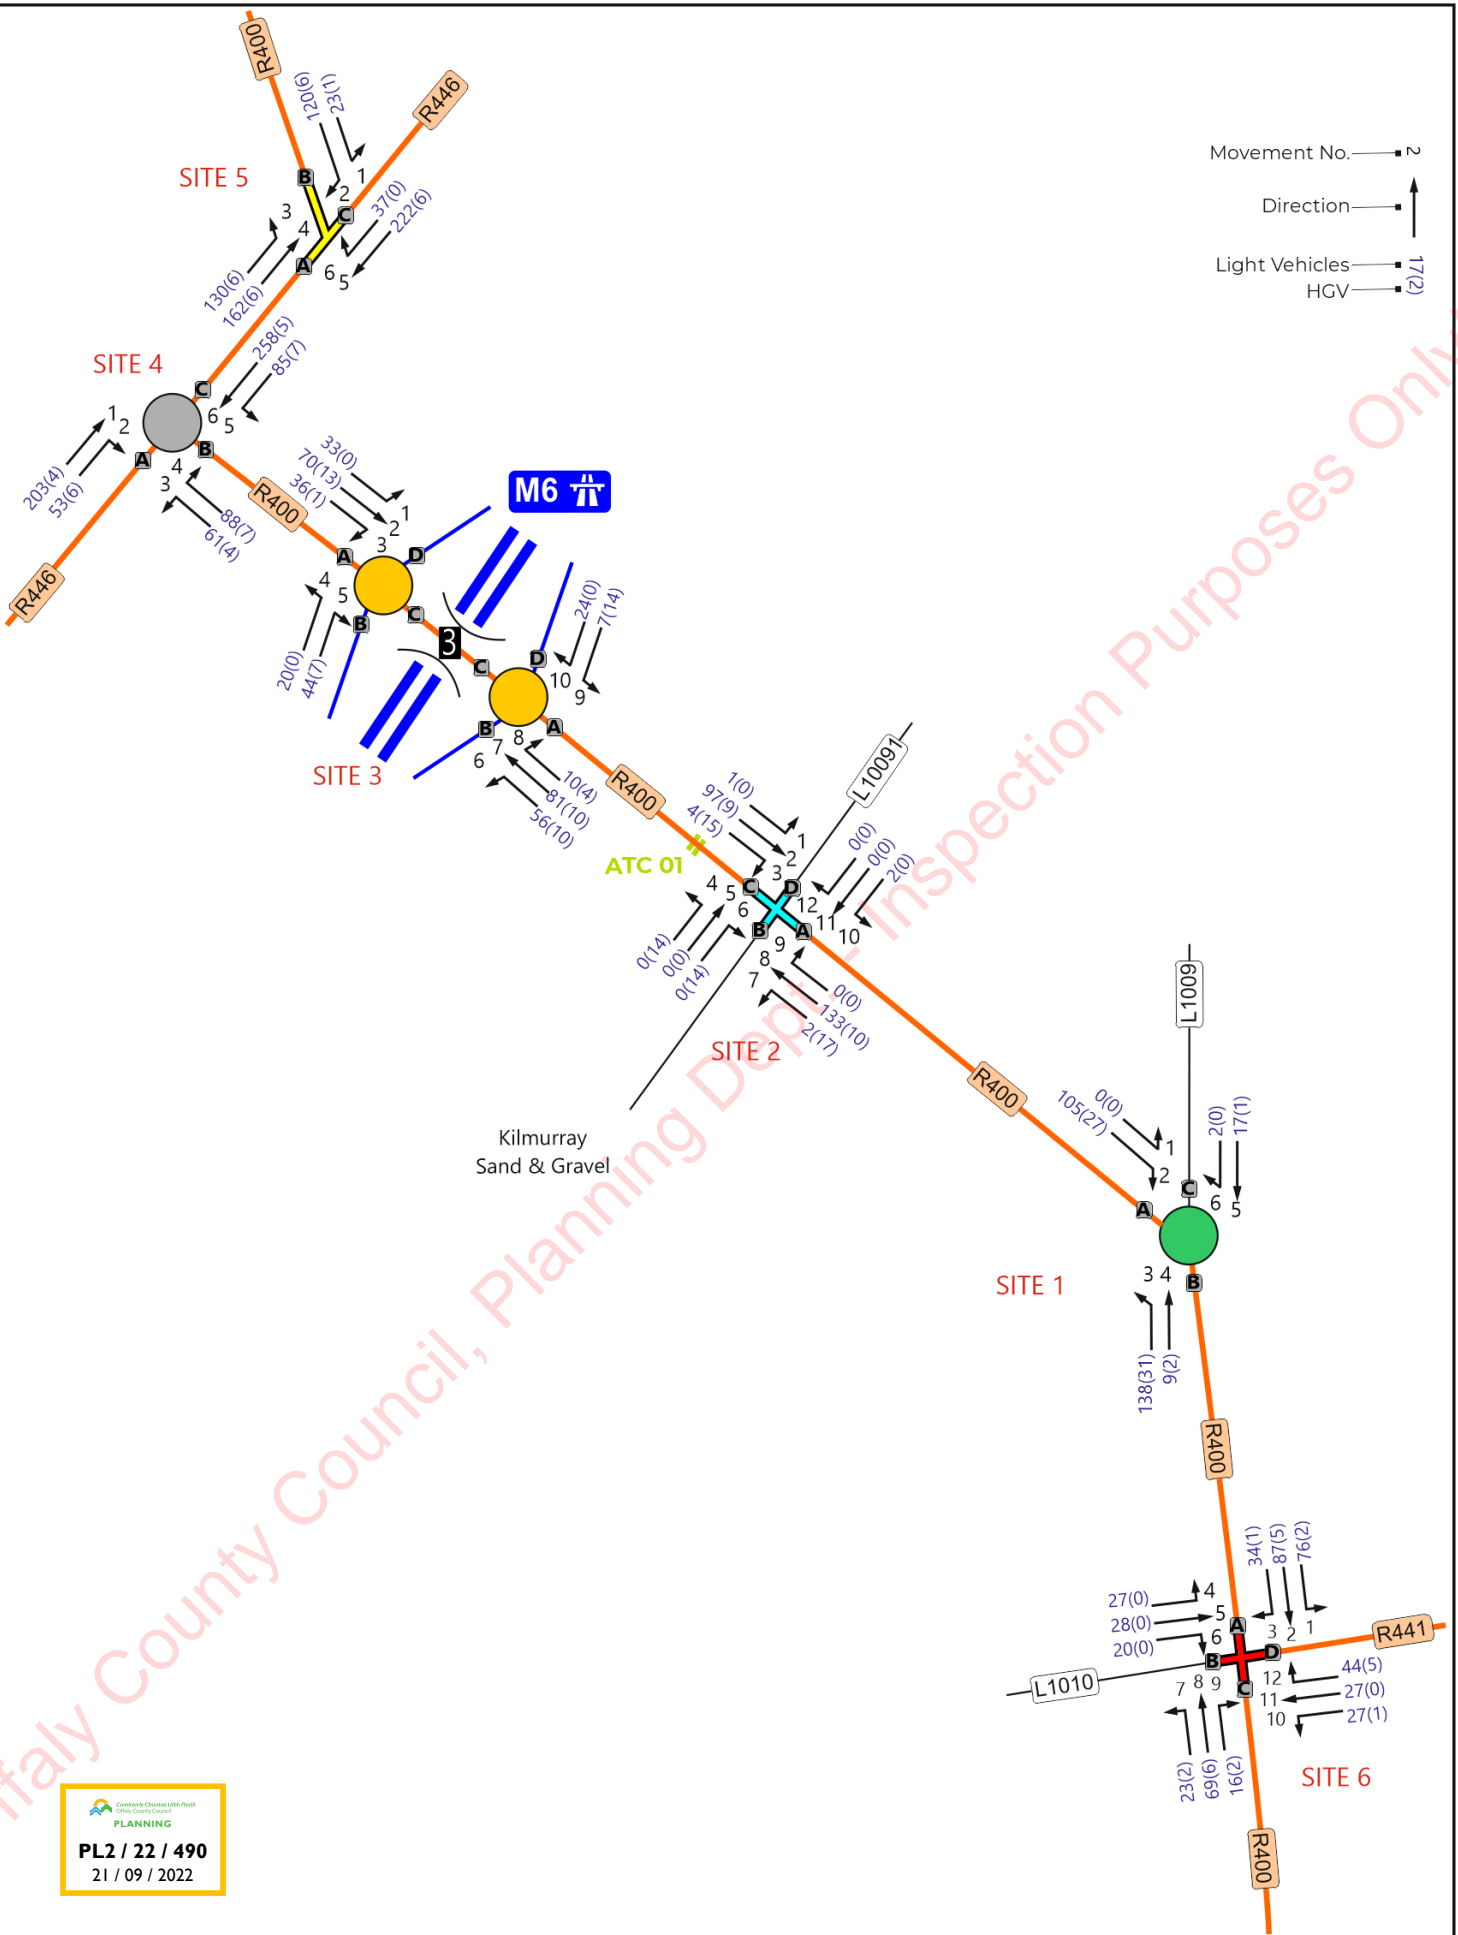 R400
R446
120(6)
23(1)
SITE 5
B
1
2
C
3
4
A
6
5
37(0)
222(6)
130(6)
162(6)
Movement No.
2
Direction
Light Vehicles
HGV
17(2)
SITE 4
258(5)
85(7)
C
6
5
1
2
A
B
4
3
203(4)
53(6)
88(7)
61(4)
R446
R400
33(0)
70(13)
36(1)
M6
1
2
3
A
D
4
5
B
C
20(0)
44(7)
3
C
D
24(0)
7(14)
10
9
B
A
8
7
6
SITE 3
10(4)
81(10)
56(10)
R400
ATC 01
L10091
1(0)
97(9)
4(15)
1
2
3
0(0)
0(0)
2(0)
4
5
6
C
D
12
11
10
B
A
9
8
7
0(14)
0(0)
0(14)
0(0)
133(10)
2(17)
SITE 2
Kilmurray
Sand & Gravel
R400
L1009
0(0)
105(27)
1
2
2(0)
17(1)
C
6
5
A
3
4
B
SITE 1
138(31)
9(2)
R400
34(1)
87(5)
76(2)
27(0)
28(0)
20(0)
4
5
6
A
3
2
1
B
D
C
R441
L1010
7
8
9
12
11
10
44(5)
27(0)
27(1)
23(2)
69(6)
16(2)
SITE 6
R400
Comhairle Chontae Uíbh Fhailí
Offaly County Council
PLANNING
PL2 / 22 / 490
21 / 09 / 2022
ffaly County Council, Planning Dept - Inspection Purposes Only